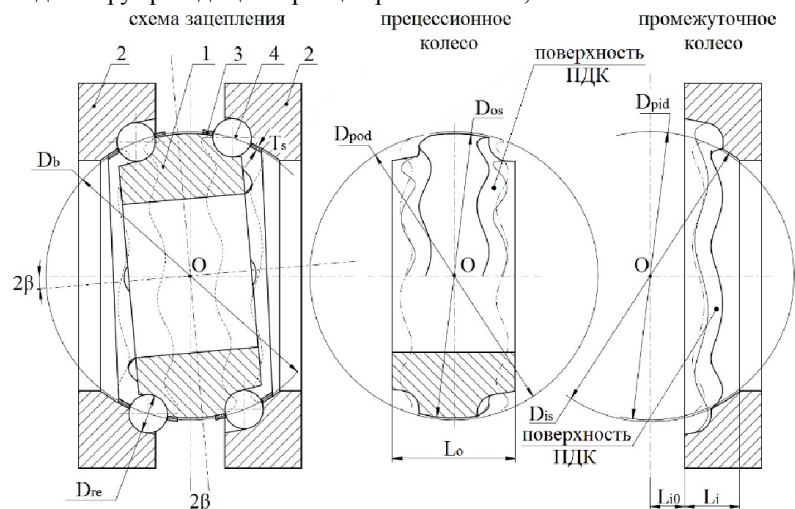 схема зацепления
прецессионное
колесо
промежуточное
колесо
2
1
3
4
2
поверхность
ПДК
Dos
Dpod
Dpid
Ts
Db
O
O
O
2β
2β
Dre
Lo
Dis
поверхность
ПДК
Li0
Li